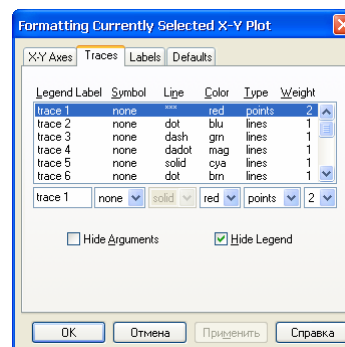 Formatting Currently Selected X-Y Plot
X-Y Axes Traces Labels Defaults
Legend Label Symbol Line Color Type Weight
trace 1 none *** red points 2
trace 2 none dot blu lines 1
trace 3 none dash grn lines 1
trace 4 none dadot mag lines 1
trace 5 none solid cya lines 1
trace 6 none dot brn lines 1
trace 1 none solid red points 2
Hide Arguments Hide Legend
OK Отмена Применить Справка